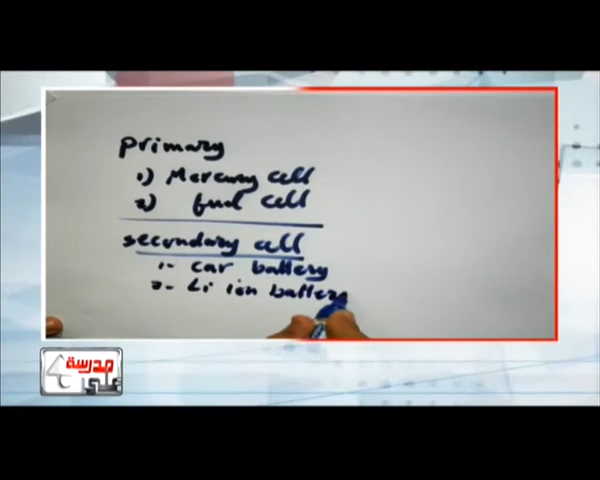 primary
1) Mercury cell
2) fuel cell
secondary cell
1- car battery
2- Li ion battery
مدرسة
على